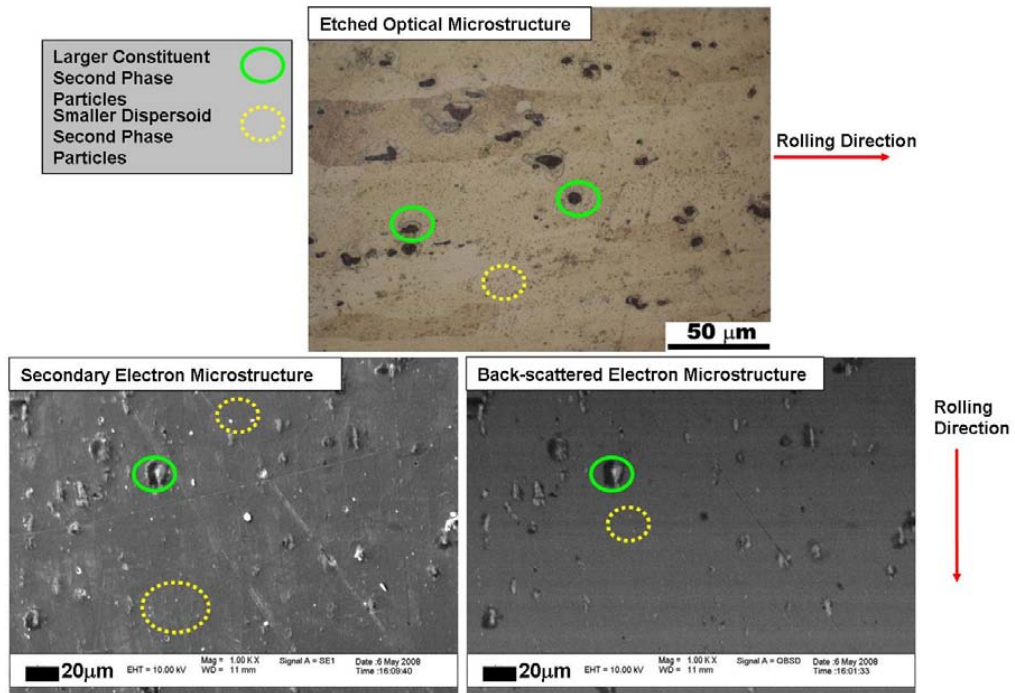 Etched Optical Microstructure
Larger Constituent
Second Phase
Particles
Smaller Dispersoid
Second Phase
Particles
Rolling Direction
50 μm
Secondary Electron Microstructure
Back-scattered Electron Microstructure
Rolling
Direction
20μm
EHT = 10.00 kV
Mag = 1.00 K X
WD = 11 mm
Signal A = SE1
Date :6 May 2008
Time :16:09:40
20μm
EHT = 10.00 kV
Mag = 1.00 K X
WD = 11 mm
Signal A = QBSD
Date :6 May 2008
Time :16:01:33